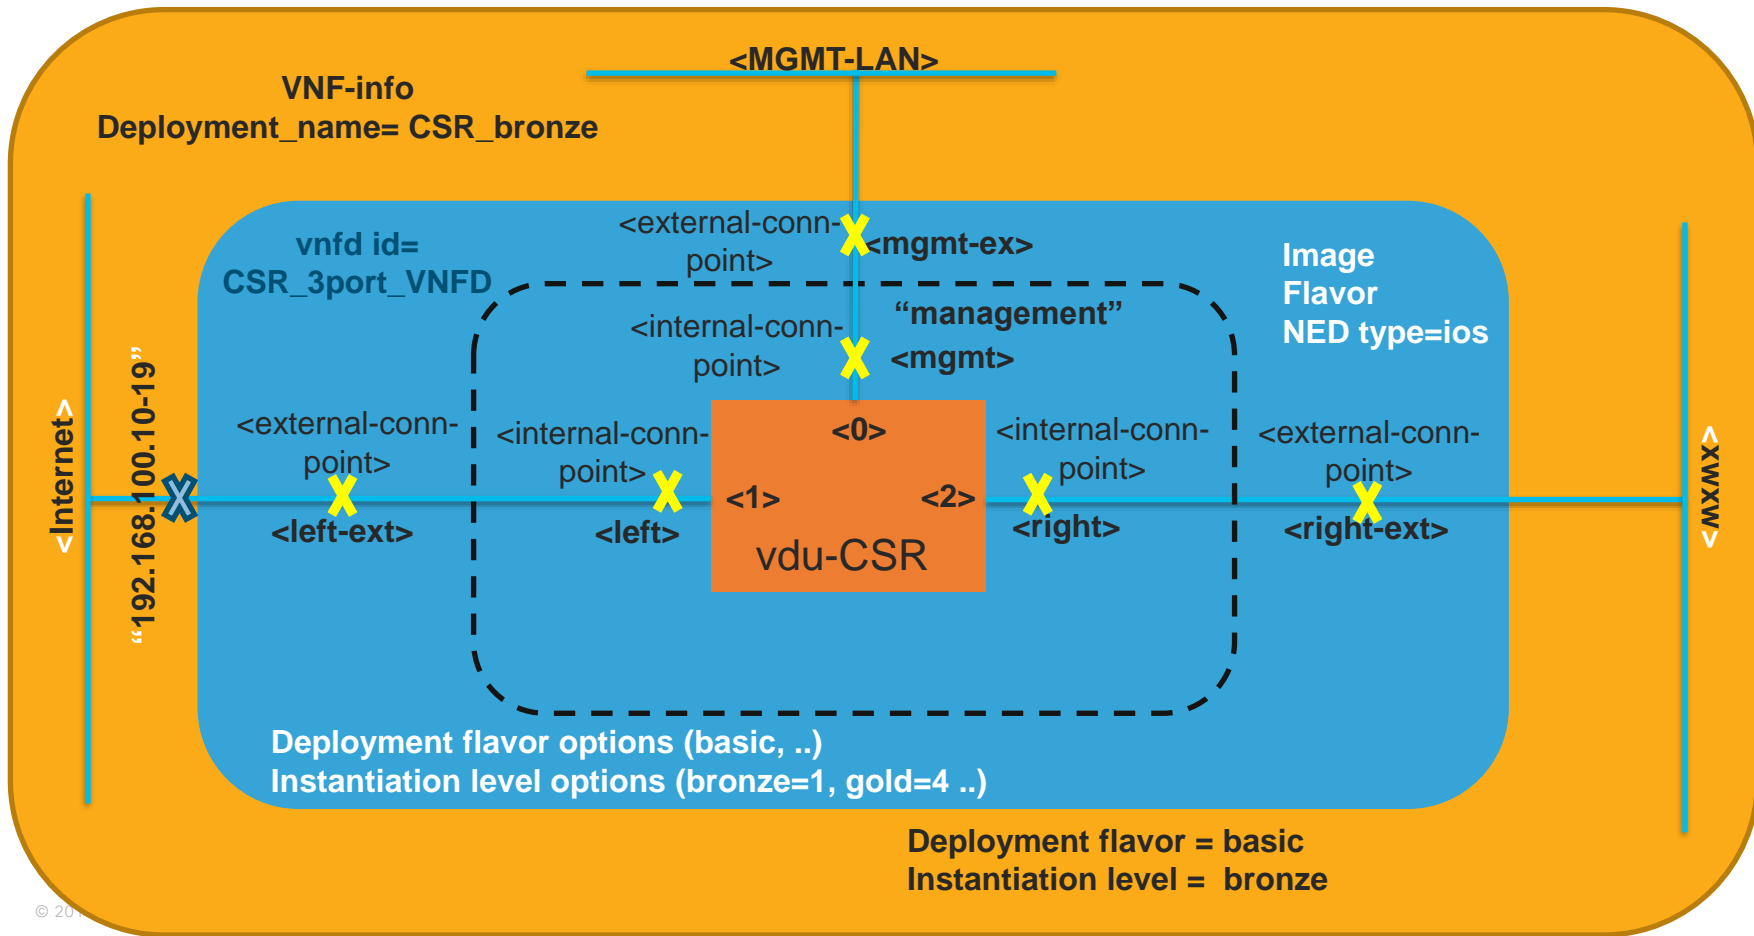 <MGMT-LAN>
VNF-info
Deployment_name= CSR_bronze
<external-conn-
point>
<mgmt-ex>
vnfd id=
CSR_3port_VNFD
Image
Flavor
NED type=ios
“management”
<internal-conn-
point>
<mgmt>
<Internet>
“192.168.100.10-19”
<external-conn-
point>
<left-ext>
<internal-conn-
point>
<left>
<0>
<1>
<2>
vdu-CSR
<internal-conn-
point>
<right>
<external-conn-
point>
<right-ext>
<xwxw>
Deployment flavor options (basic, ..)
Instantiation level options (bronze=1, gold=4 ..)
Deployment flavor = basic
Instantiation level =  bronze
© 201